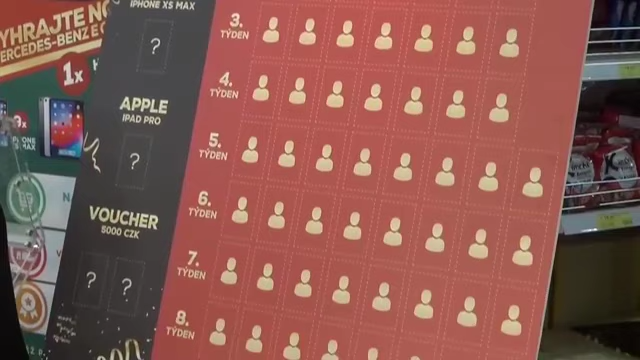 IPHONE XS MAX
?
APPLE
IPAD PRO
?
VOUCHER
5000 CZK
? ?
3.
TÝDEN
4.
TÝDEN
5.
TÝDEN
6.
TÝDEN
7.
TÝDEN
8.
TÝDEN
YHRAJTE NO
ERCEDES-BENZ E C
1x